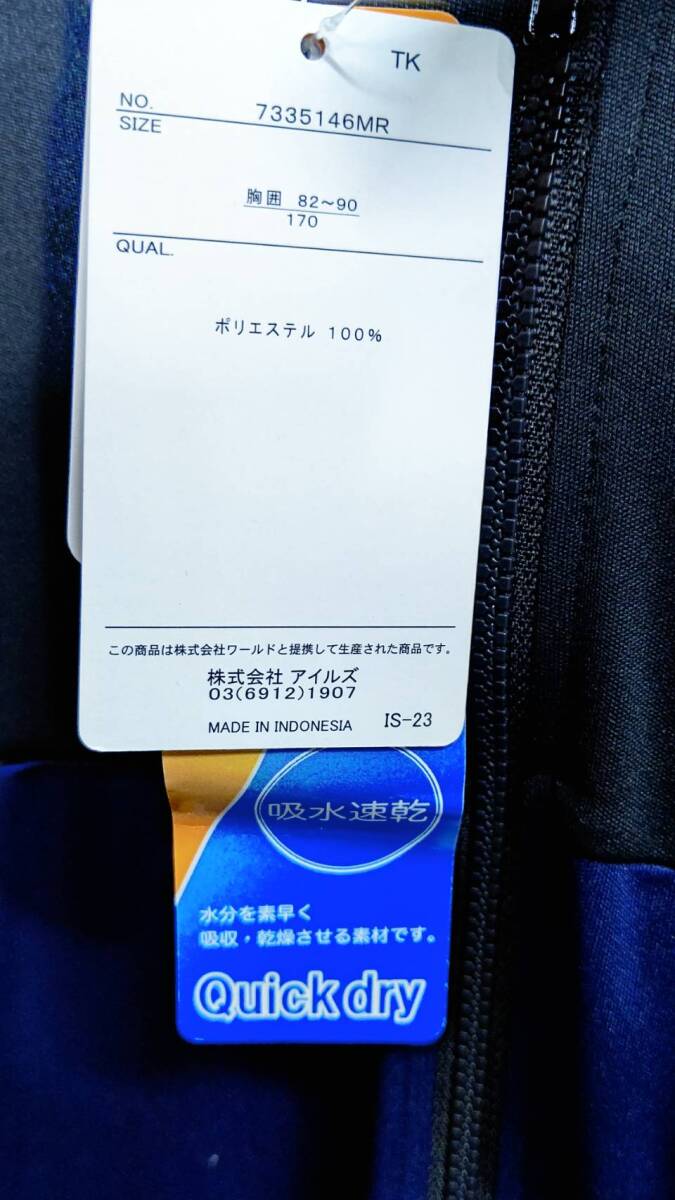 TK
NO. 7335146MR
SIZE
胸囲 82~90
170
QUAL.
ポリエステル 100%
この商品は株式会社ワールドと提携して生産された商品です。
株式会社 アイルズ
03(6912)1907
MADE IN INDONESIA IS-23
吸水速乾
水分を素早く
吸収・乾燥させる素材です。
Quick dry